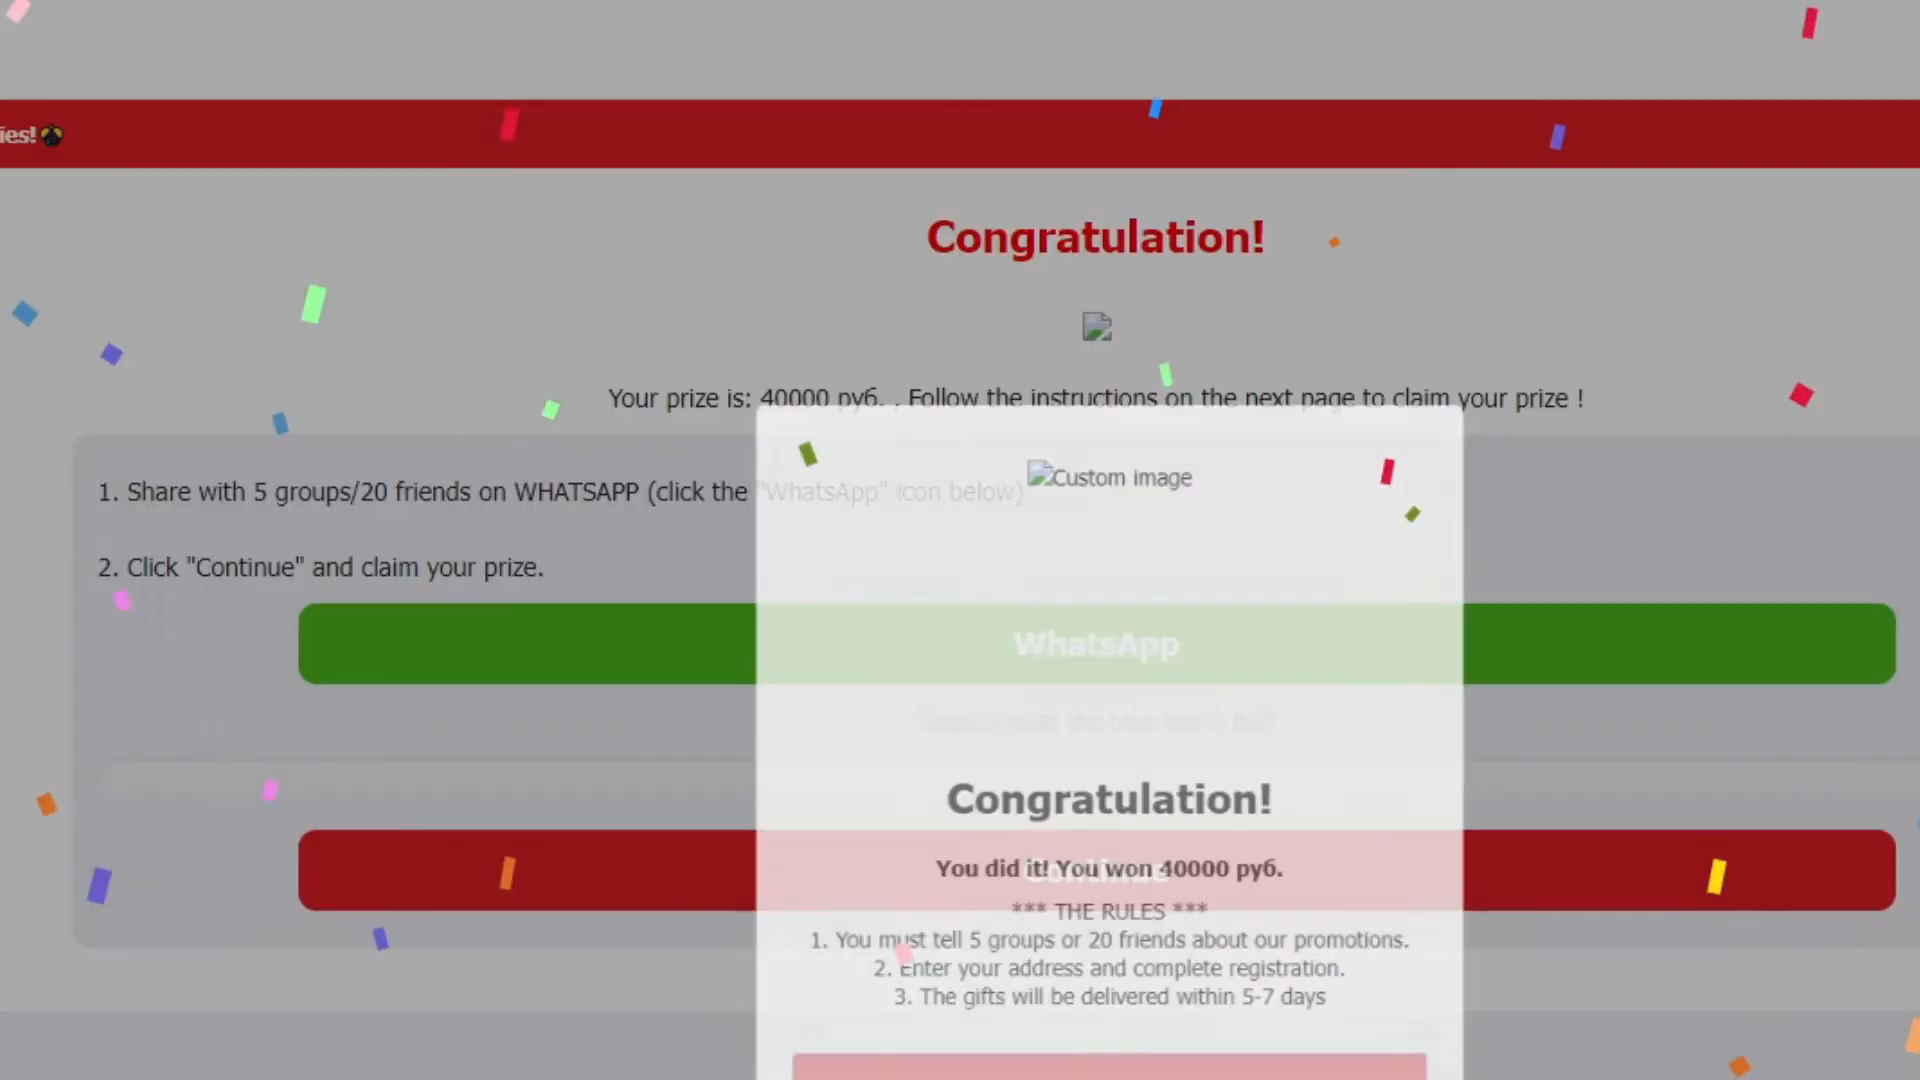 ies!
Congratulation!
Your prize is: 40000 руб. , Follow the instructions on the next page to claim your prize !
Custom image
1. Share with 5 groups/20 friends on WHATSAPP (click the "WhatsApp" icon below)
2. Click "Continue" and claim your prize.
WhatsApp
Congratulation!
Continue
You did it! You won 40000 руб.
*** THE RULES ***
1. You must tell 5 groups or 20 friends about our promotions.
2. Enter your address and complete registration.
3. The gifts will be delivered within 5-7 days